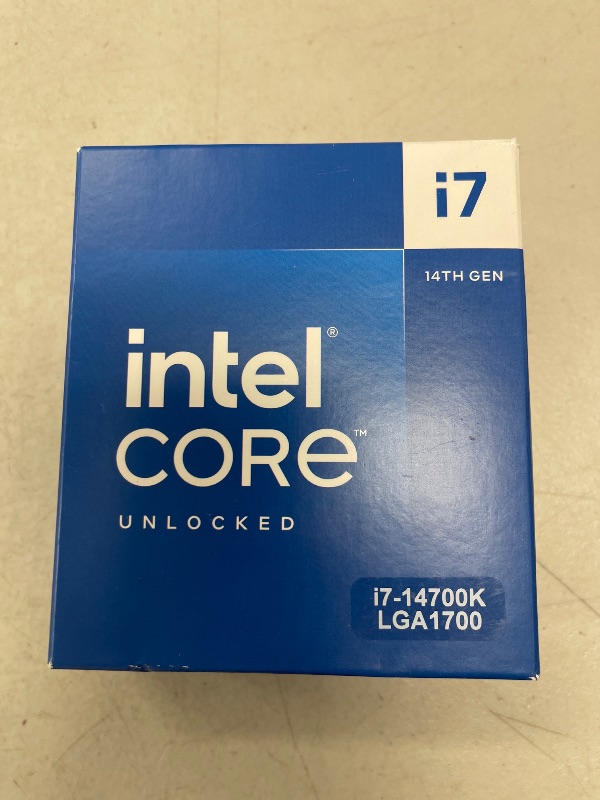 i7
14TH GEN
intel®
CORe™
UNLOCKED
i7-14700K
LGA1700